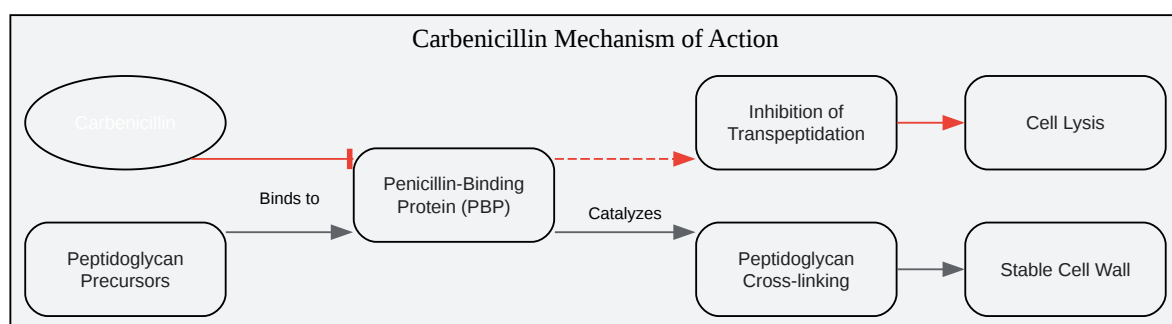 Carbenicillin Mechanism of Action
Carbenicillin
Inhibition of
Transpeptidation
Cell Lysis
Penicillin-Binding
Protein (PBP)
Binds to
Catalyzes
Peptidoglycan
Precursors
Peptidoglycan
Cross-linking
Stable Cell Wall